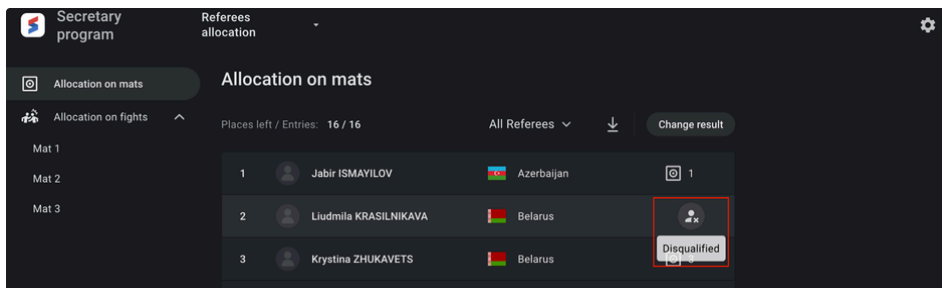 Secretary
program
Referees
allocation
Allocation on mats
Allocation on mats
Allocation on fights
Places left / Entries: 16 / 16
All Referees
Change result
Mat 1
1 Jabir ISMAYILOV Azerbaijan 1
Mat 2
Mat 3
2 Liudmila KRASILNIKAVA Belarus
Disqualified
3 Krystina ZHUKAVETS Belarus 3